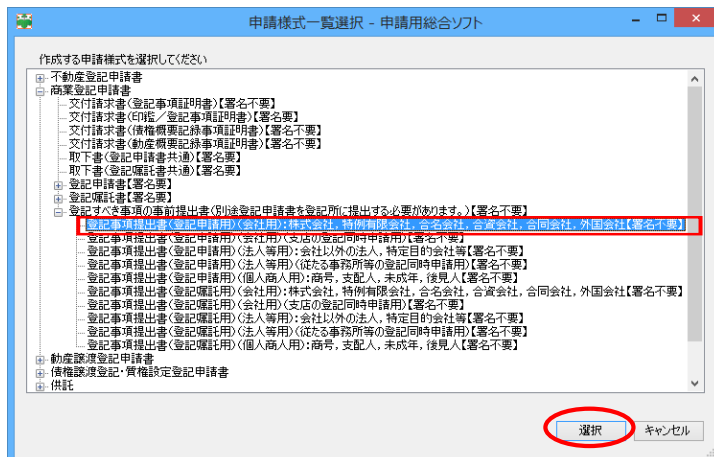 申請様式一覧選択 - 申請用総合ソフト
作成する申請様式を選択してください
不動産登記申請書
商業登記申請書
交付請求書(登記事項証明書)【署名不要】
交付請求書(印鑑／登記事項証明書)【署名要】
交付請求書(債権概要記録事項証明書)【署名不要】
交付請求書(動産概要記録事項証明書)【署名不要】
取下書(登記申請書共通)【署名要】
取下書(登記嘱託書共通)【署名要】
登記申請書【署名要】
登記嘱託書【署名要】
登記すべき事項の事前提出書(別途登記申請書を登記所に提出する必要があります。)【署名不要】
登記事項提出書(登記申請用)(会社用):株式会社, 特例有限会社, 合名会社, 合資会社, 合同会社, 外国会社【署名不要】
登記事項提出書(登記申請用)(会社用)(支店の登記同時申請用)【署名不要】
登記事項提出書(登記申請用)(法人等用):会社以外の法人, 特定目的会社等【署名不要】
登記事項提出書(登記申請用)(法人等用)(従たる事務所等の登記同時申請用)【署名不要】
登記事項提出書(登記申請用)(個人商人用):商号, 支配人, 未成年, 後見人【署名不要】
登記事項提出書(登記嘱託用)(会社用):株式会社, 特例有限会社, 合名会社, 合資会社, 合同会社, 外国会社【署名不要】
登記事項提出書(登記嘱託用)(会社用)(支店の登記同時申請用)【署名不要】
登記事項提出書(登記嘱託用)(法人等用):会社以外の法人, 特定目的会社等【署名不要】
登記事項提出書(登記嘱託用)(法人等用)(従たる事務所等の登記同時申請用)【署名不要】
登記事項提出書(登記嘱託用)(個人商人用):商号, 支配人, 未成年, 後見人【署名不要】
動産譲渡登記申請書
債権譲渡登記・質権設定登記申請書
供託
選択
キャンセル